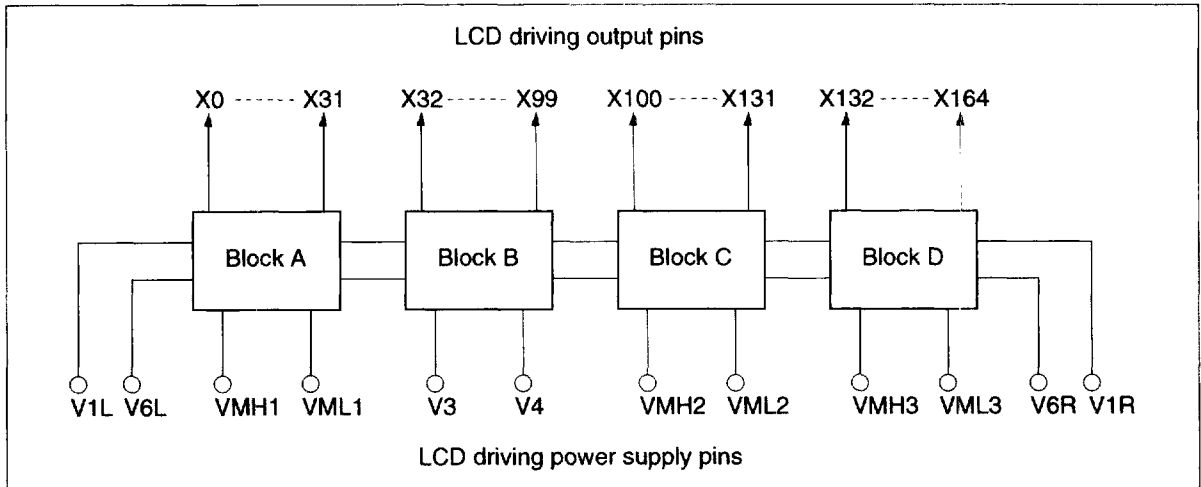 LCD driving output pins
X0 ------ X31 X32 ------ X99 X100 ----- X131 X132 ----- X164
Block A Block B Block C Block D
V1L V6L VMH1 VML1 V3 V4 VMH2 VML2 VMH3 VML3 V6R V1R
LCD driving power supply pins